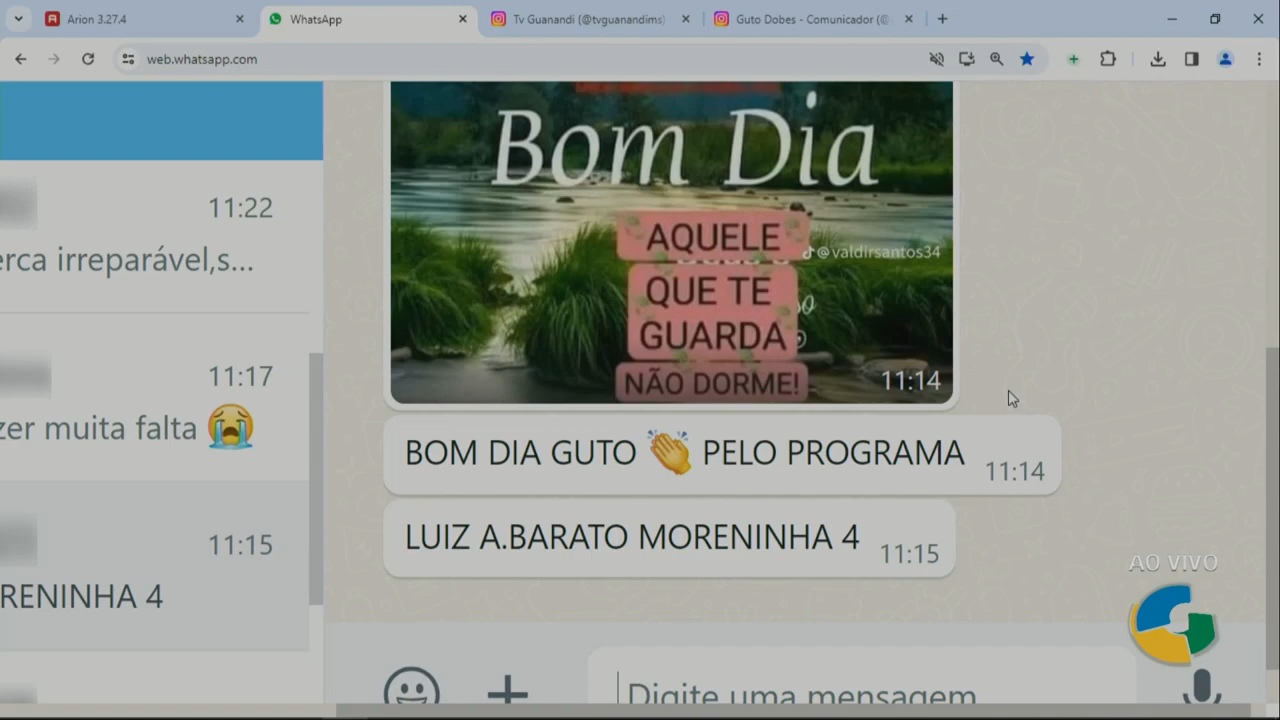 Arion 3.27.4
WhatsApp
Tv Guanandi (@tvguanandims)
Guto Dobes - Comunicador (@
web.whatsapp.com
11:22
erca irreparável,s...
11:17
zer muita falta 😭
11:15
RENINHA 4
Bom Dia
AQUELE
@valdirsantos34
QUE TE
GUARDA
NÃO DORME!
11:14
BOM DIA GUTO 👏 PELO PROGRAMA
11:14
LUIZ A.BARATO MORENINHA 4
11:15
AO VIVO
Digite uma mensagem